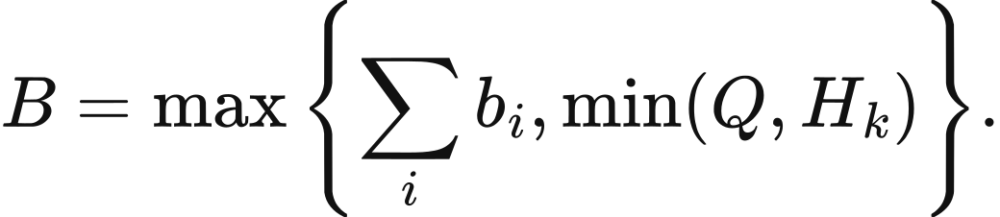 B = max { ∑_i b_i, min(Q, H_k) }.